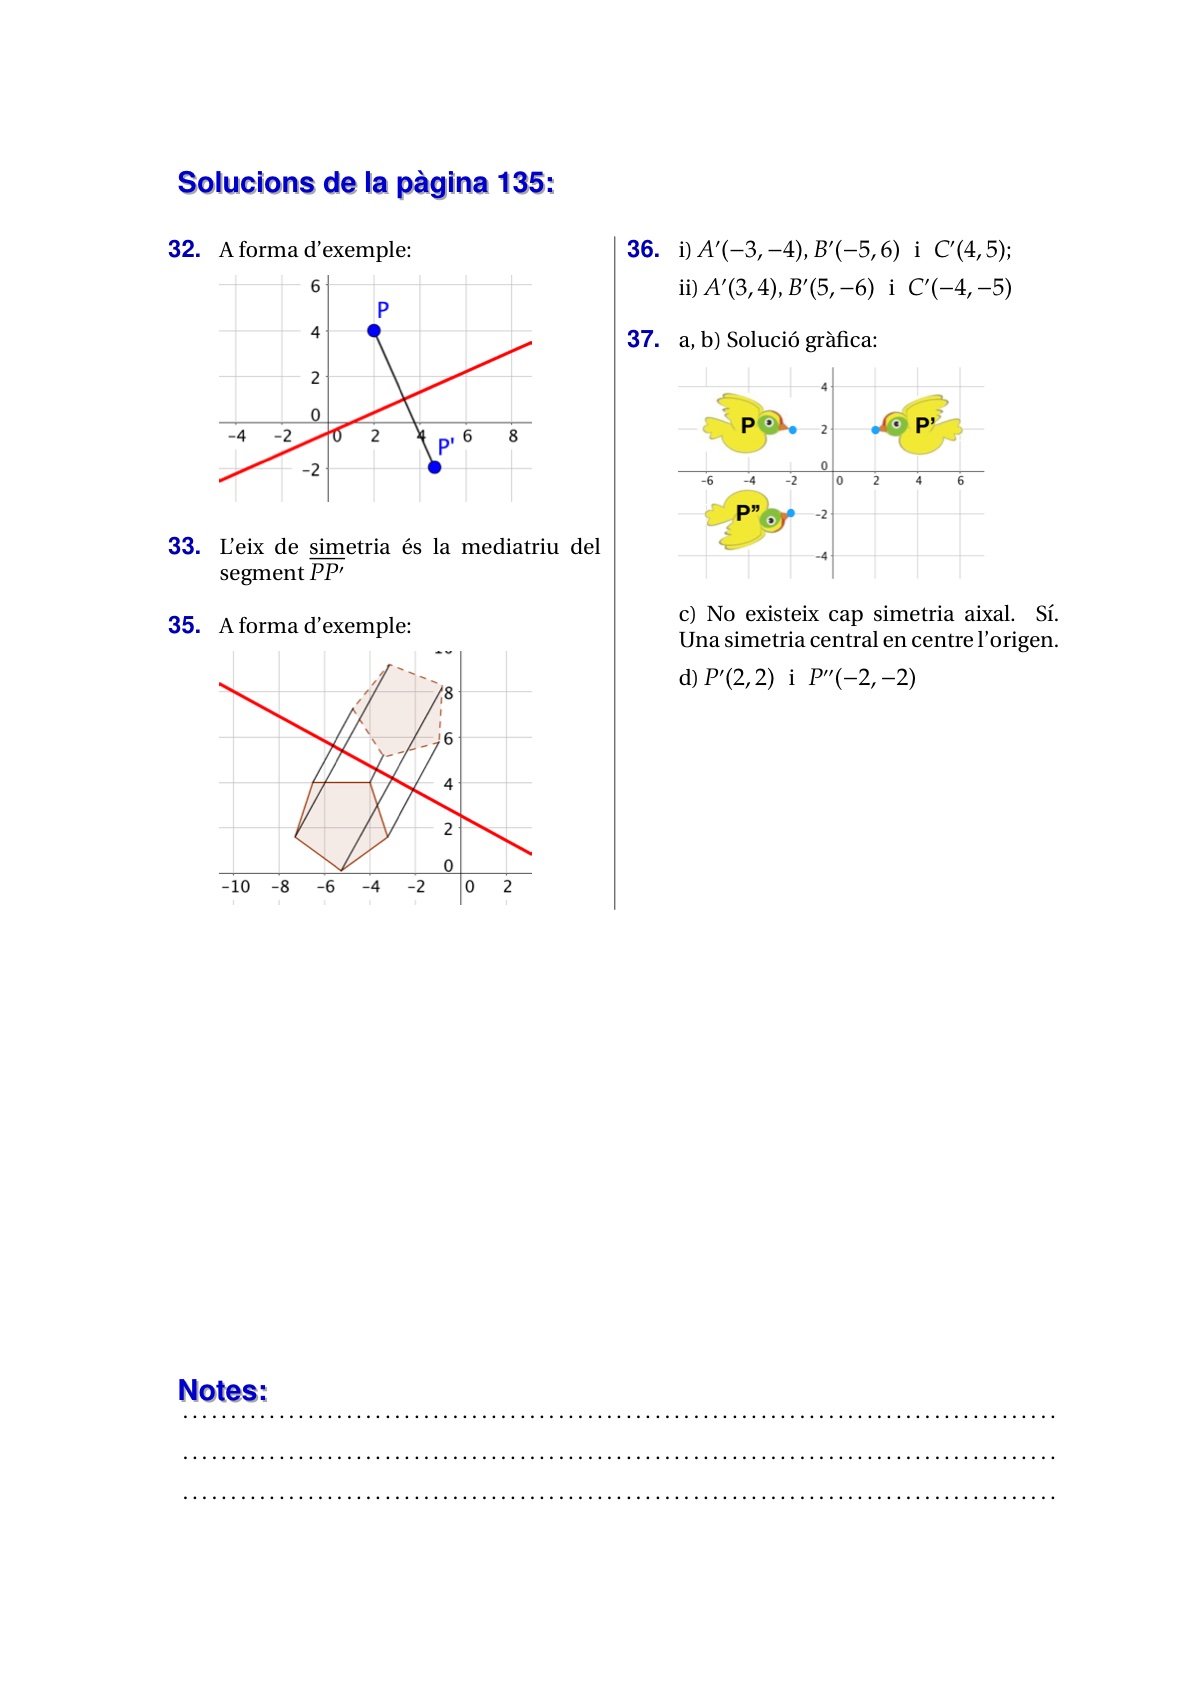 Solucions de la pàgina 135:
32. A forma d'exemple:
6
P
4
2
0
−4 −2 0 2 4 6 8
P'
−2
33. L'eix de simetria és la mediatriu del
segment PP′
35. A forma d'exemple:
10
8
6
4
2
0
−10 −8 −6 −4 −2 0 2
36. i) A′(−3,−4), B′(−5,6) i C′(4,5);
ii) A′(3,4), B′(5,−6) i C′(−4,−5)
37. a, b) Solució gràfica:
4
P 2 P’
0
-6 -4 -2 0 2 4 6
P” -2
-4
c) No existeix cap simetria aixal. Sí.
Una simetria central en centre l'origen.
d) P′(2,2) i P′′(−2,−2)
Notes: